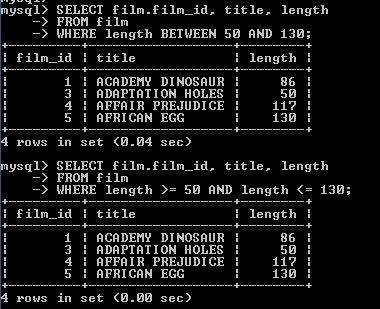 mysql> SELECT film.film_id, title, length
    -> FROM film
    -> WHERE length BETWEEN 50 AND 130;
+---------+------------------+--------+
¦ film_id ¦ title            ¦ length ¦
+---------+------------------+--------+
¦       1 ¦ ACADEMY DINOSAUR ¦     86 ¦
¦       3 ¦ ADAPTATION HOLES ¦     50 ¦
¦       4 ¦ AFFAIR PREJUDICE ¦    117 ¦
¦       5 ¦ AFRICAN EGG      ¦    130 ¦
+---------+------------------+--------+
4 rows in set (0.04 sec)
mysql> SELECT film.film_id, title, length
    -> FROM film
    -> WHERE length >= 50 AND length <= 130;
+---------+------------------+--------+
¦ film_id ¦ title            ¦ length ¦
+---------+------------------+--------+
¦       1 ¦ ACADEMY DINOSAUR ¦     86 ¦
¦       3 ¦ ADAPTATION HOLES ¦     50 ¦
¦       4 ¦ AFFAIR PREJUDICE ¦    117 ¦
¦       5 ¦ AFRICAN EGG      ¦    130 ¦
+---------+------------------+--------+
4 rows in set (0.00 sec)